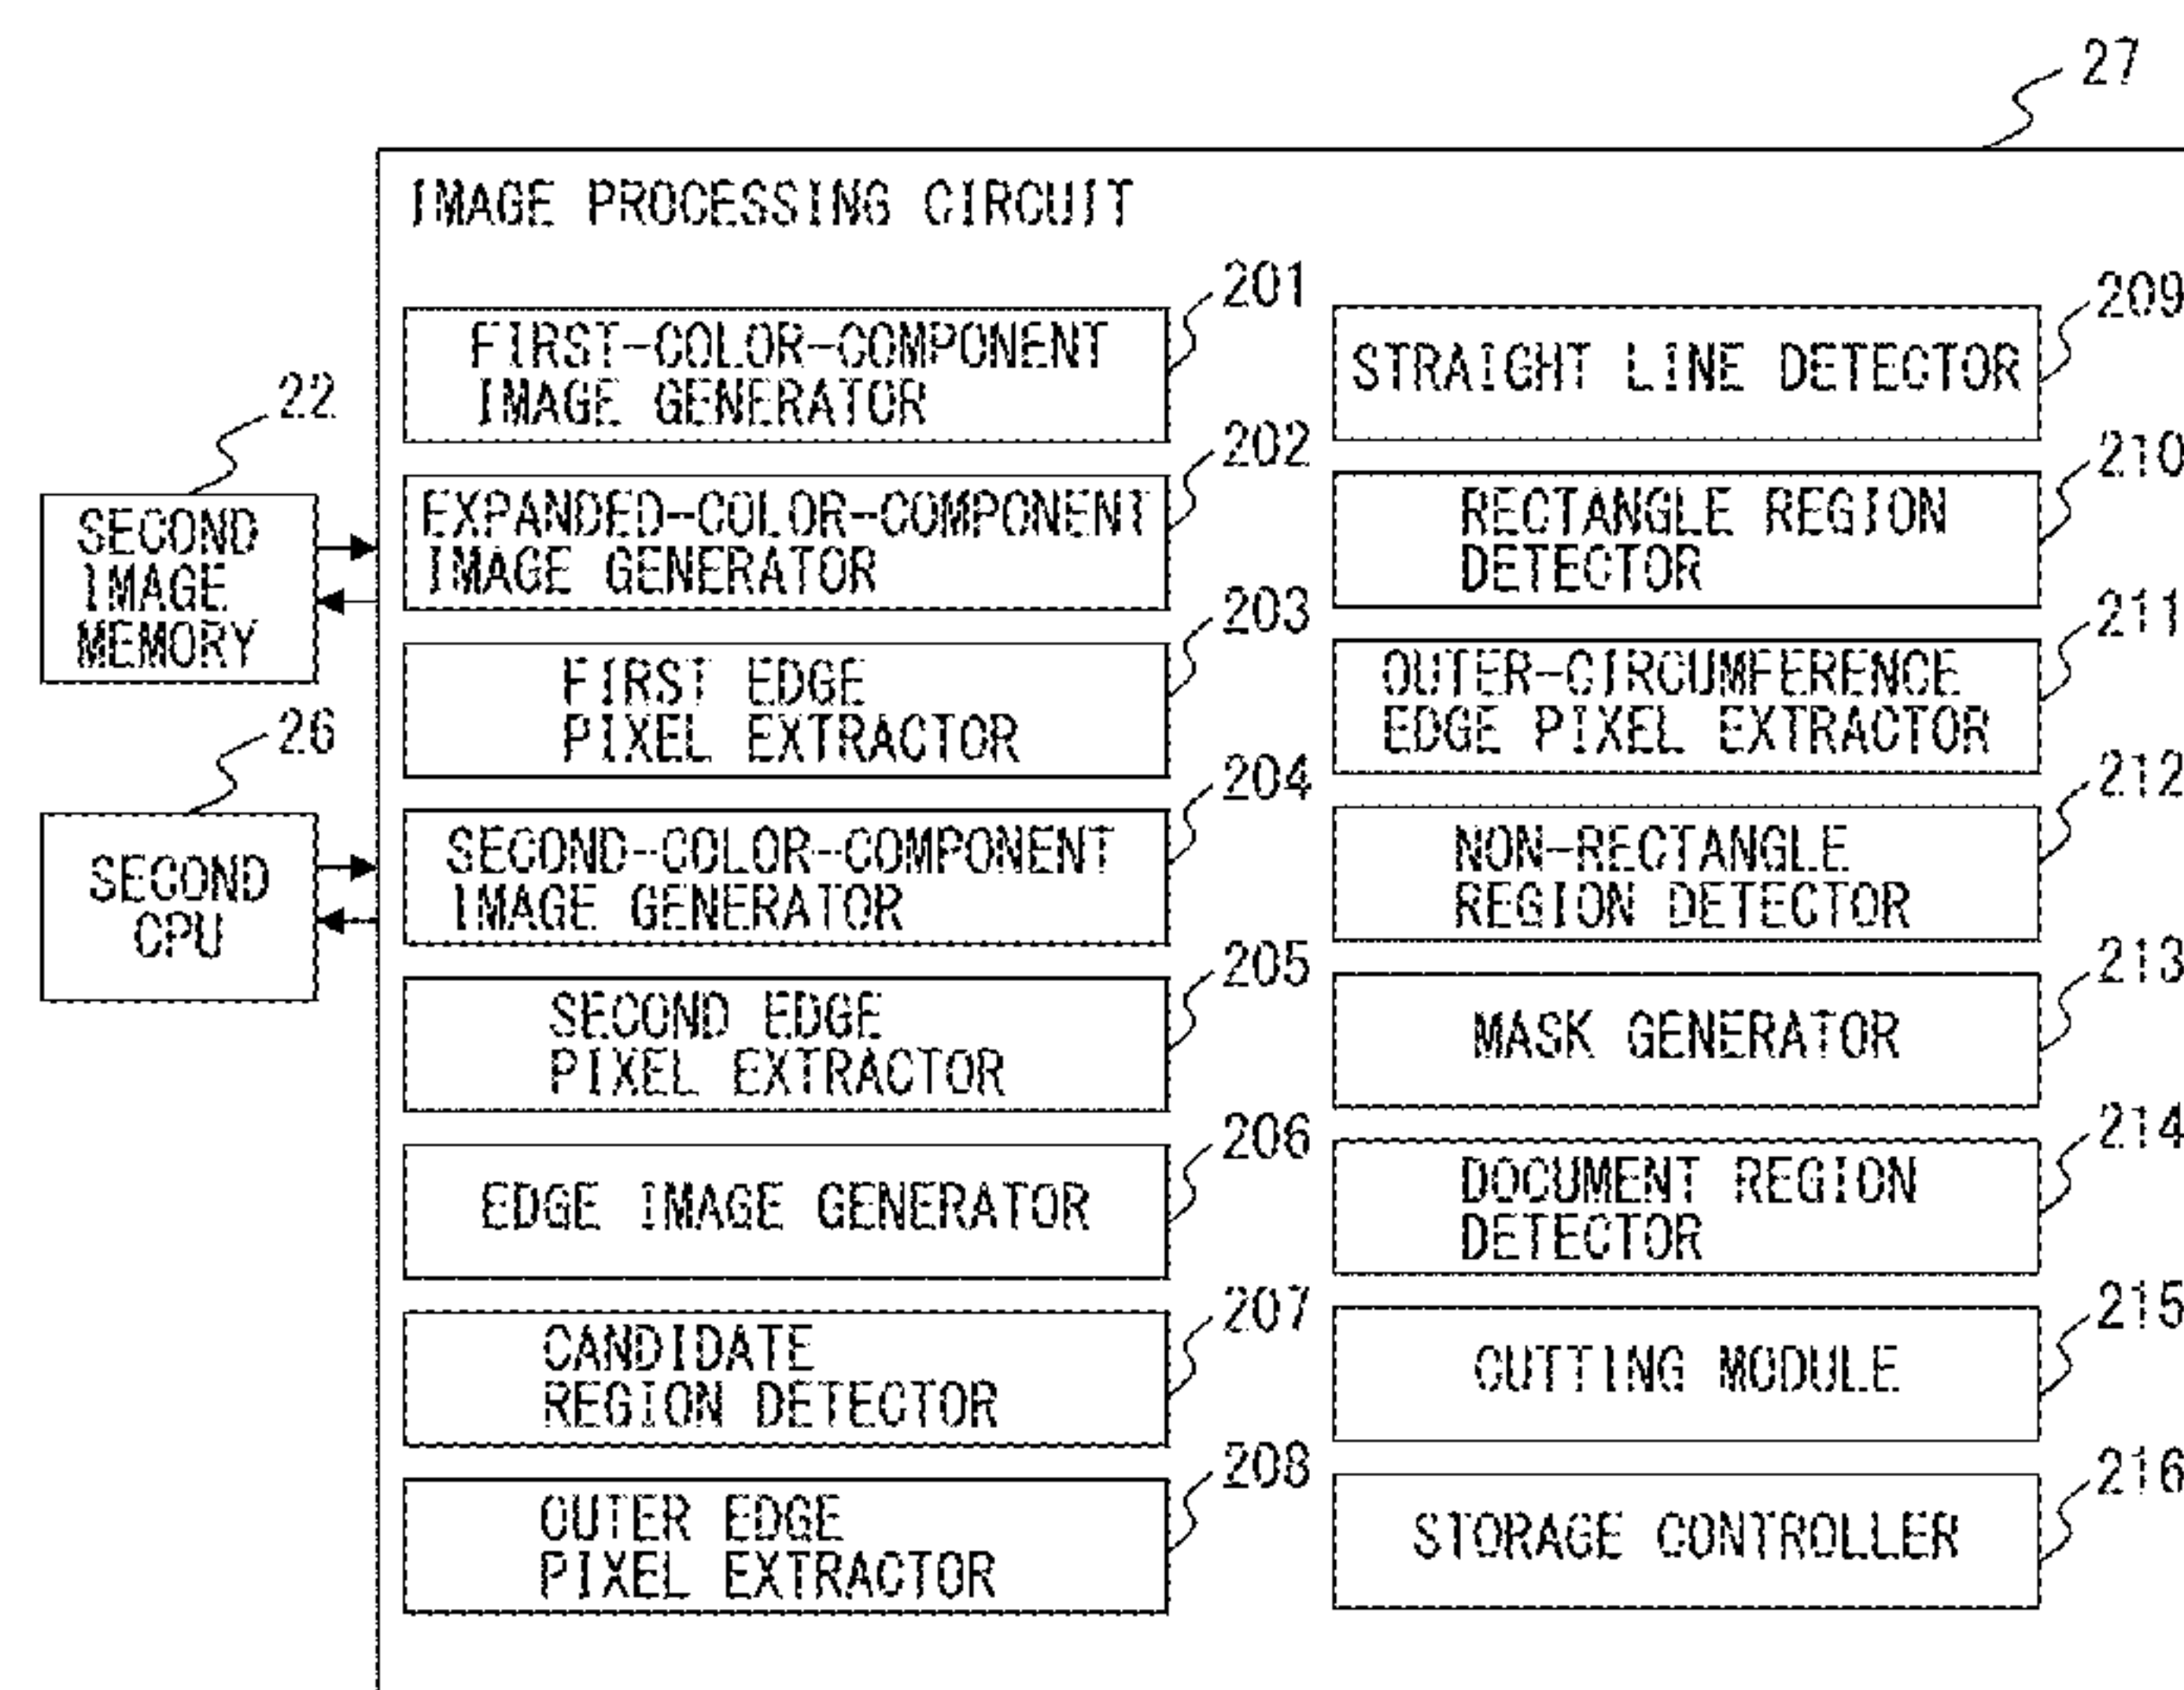 27
IMAGE PROCESSING CIRCUIT
22
SECOND
IMAGE
MEMORY
26
SECOND
CPU
201
FIRST-COLOR-COMPONENT
IMAGE GENERATOR
202
EXPANDED-COLOR-COMPONENT
IMAGE GENERATOR
203
FIRST EDGE
PIXEL EXTRACTOR
204
SECOND-COLOR-COMPONENT
IMAGE GENERATOR
205
SECOND EDGE
PIXEL EXTRACTOR
206
EDGE IMAGE GENERATOR
207
CANDIDATE
REGION DETECTOR
208
OUTER EDGE
PIXEL EXTRACTOR
209
STRAIGHT LINE DETECTOR
210
RECTANGLE REGION
DETECTOR
211
OUTER-CIRCUMFERENCE
EDGE PIXEL EXTRACTOR
212
NON-RECTANGLE
REGION DETECTOR
213
MASK GENERATOR
214
DOCUMENT REGION
DETECTOR
215
CUTTING MODULE
216
STORAGE CONTROLLER